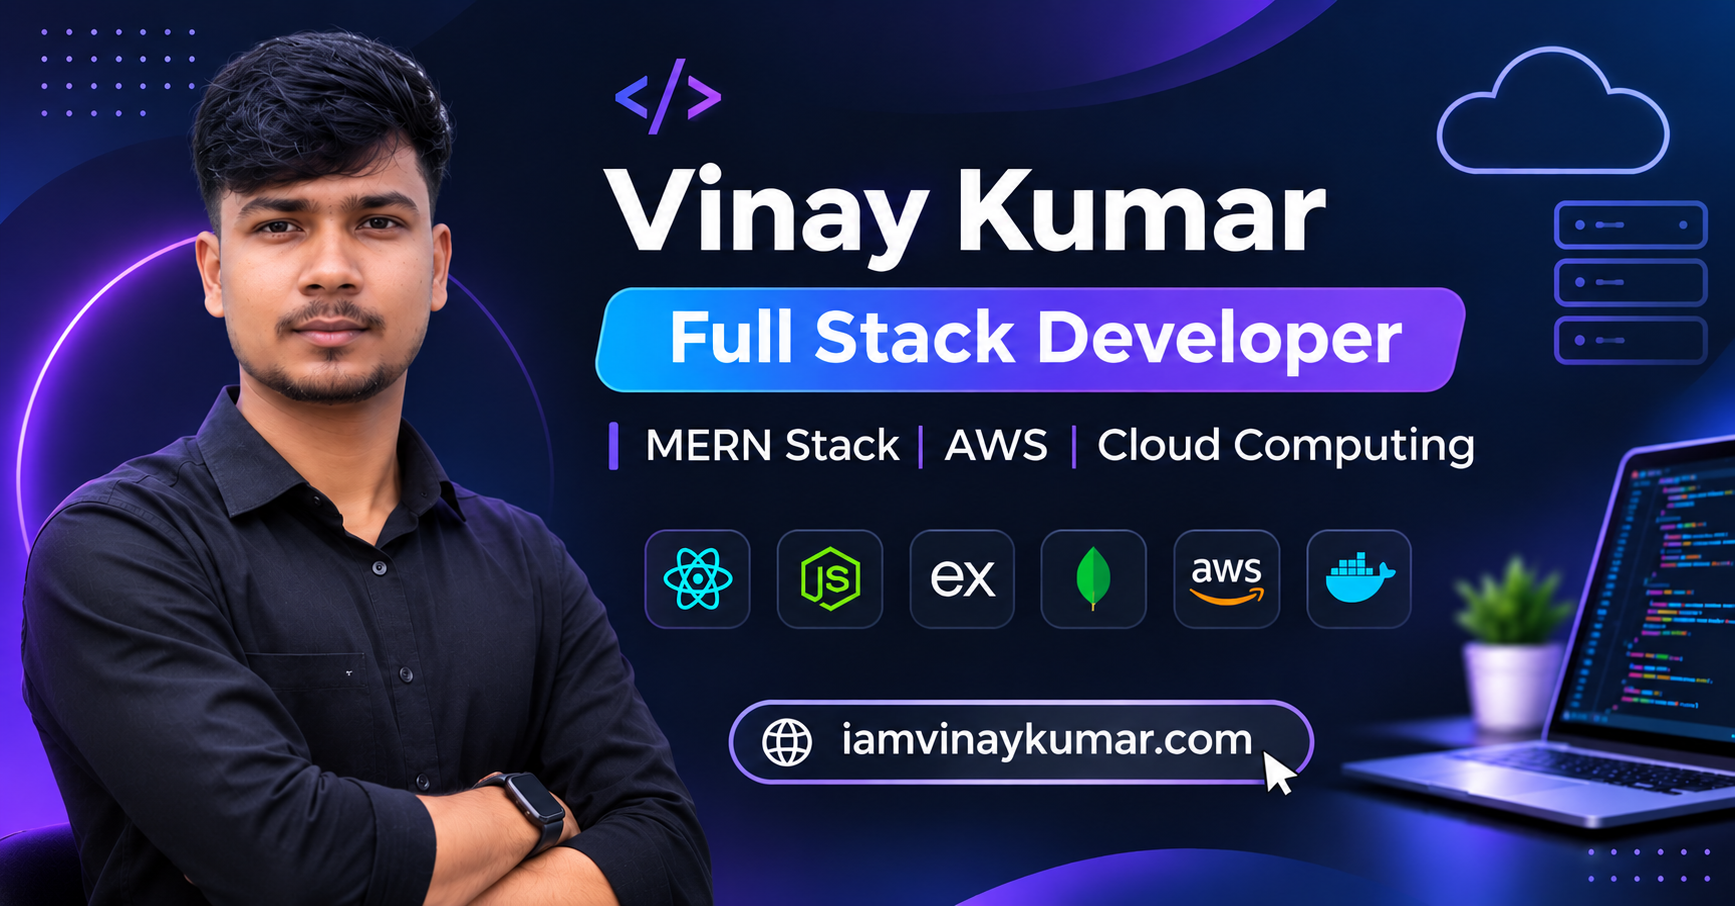 </>
Vinay Kumar
Full Stack Developer
MERN Stack | AWS | Cloud Computing
JS ex aws
iamvinaykumar.com